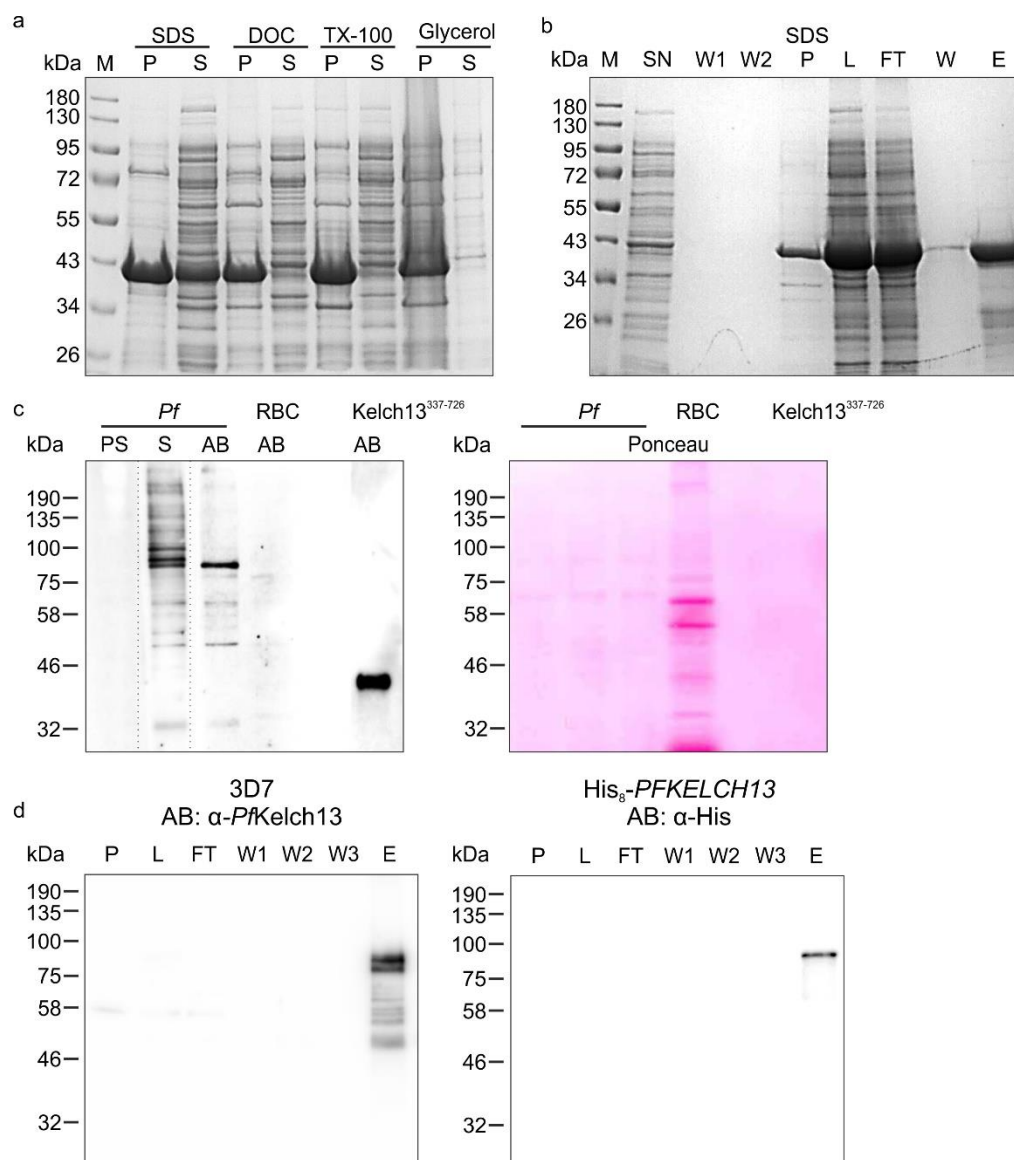 a
SDS DOC TX-100 Glycerol
kDa M P S P S P S P S
180
130
95
72
55
43
34
26
b
SDS
kDa M SN W1 W2 P L FT W E
180
130
95
72
55
43
34
26
c
Pf RBC Kelch13³³⁷⁻⁷²⁶
kDa PS S AB AB AB
190
135
100
75
58
46
32
Pf RBC Kelch13³³⁷⁻⁷²⁶
kDa Ponceau
190
135
100
75
58
46
32
d
3D7
AB: α-PfKelch13
kDa P L FT W1 W2 W3 E
190
135
100
75
58
46
32
His₈-PFKELCH13
AB: α-His
kDa P L FT W1 W2 W3 E
190
135
100
75
58
46
32